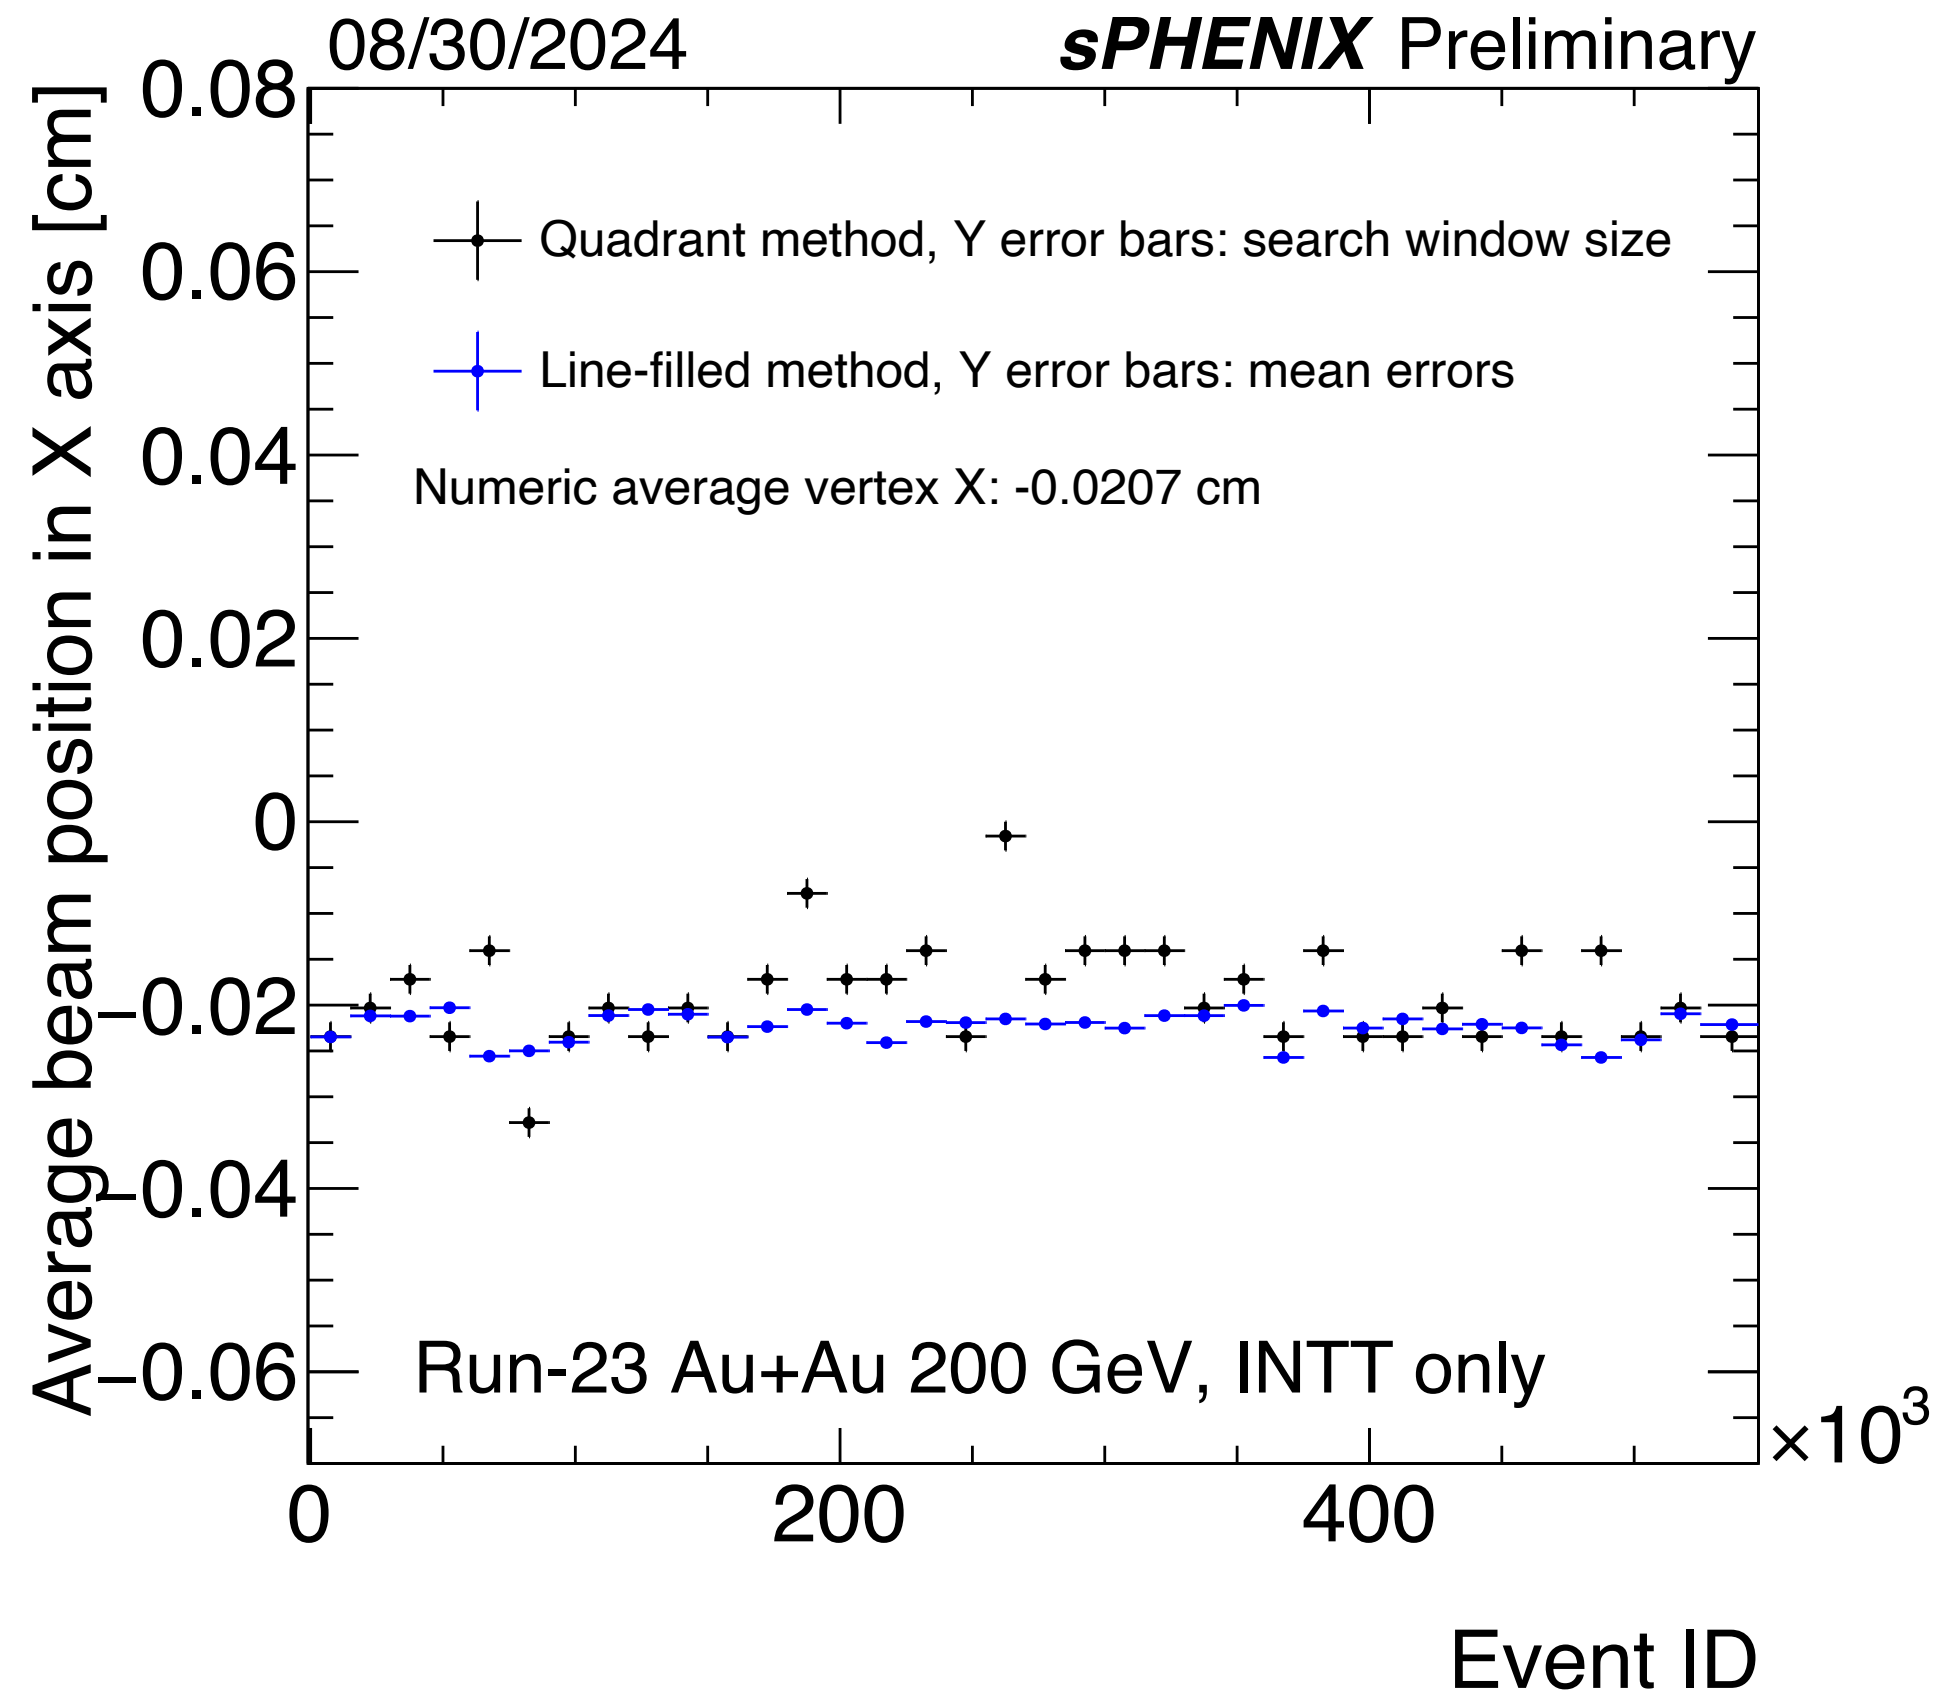 08/30/2024 sPHENIX Preliminary
Average beam position in X axis [cm]
0.08
0.06
0.04
0.02
0
−0.02
−0.04
−0.06
Quadrant method, Y error bars: search window size
Line-filled method, Y error bars: mean errors
Numeric average vertex X: -0.0207 cm
Run-23 Au+Au 200 GeV, INTT only
×10³
0 200 400
Event ID